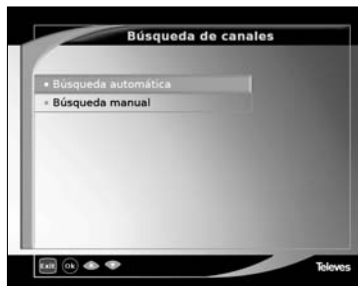 Búsqueda de canales
Búsqueda automática
Búsqueda manual
Exit Ok
Televes